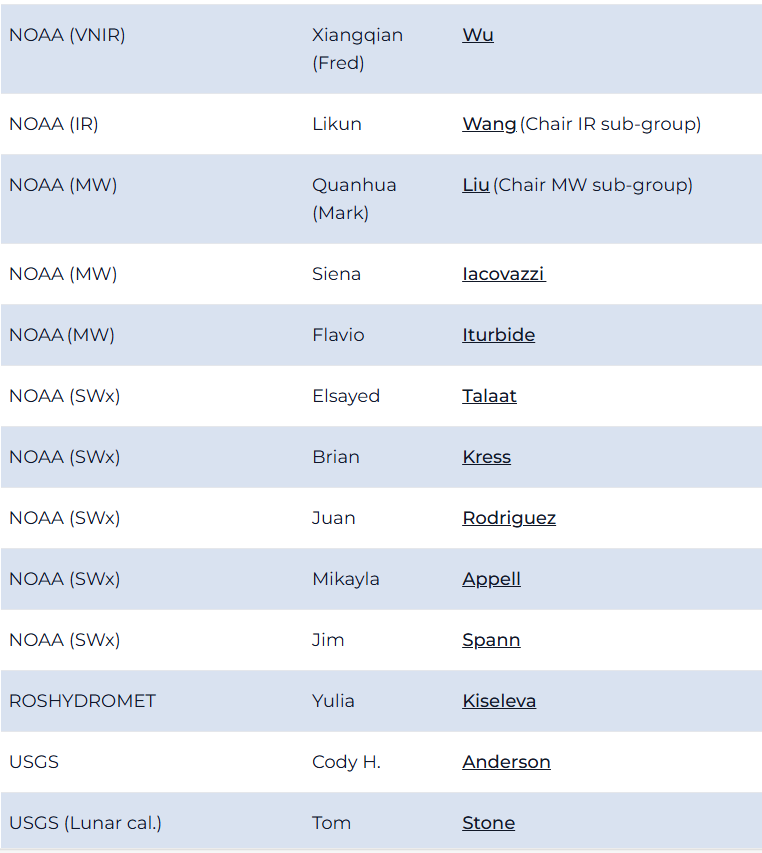 NOAA (VNIR) Xiangqian Wu
(Fred)
NOAA (IR) Likun Wang (Chair IR sub-group)
NOAA (MW) Quanhua Liu (Chair MW sub-group)
(Mark)
NOAA (MW) Siena Iacovazzi
NOAA (MW) Flavio Iturbide
NOAA (SWx) Elsayed Talaat
NOAA (SWx) Brian Kress
NOAA (SWx) Juan Rodriguez
NOAA (SWx) Mikayla Appell
NOAA (SWx) Jim Spann
ROSHYDROMET Yulia Kiseleva
USGS Cody H. Anderson
USGS (Lunar cal.) Tom Stone